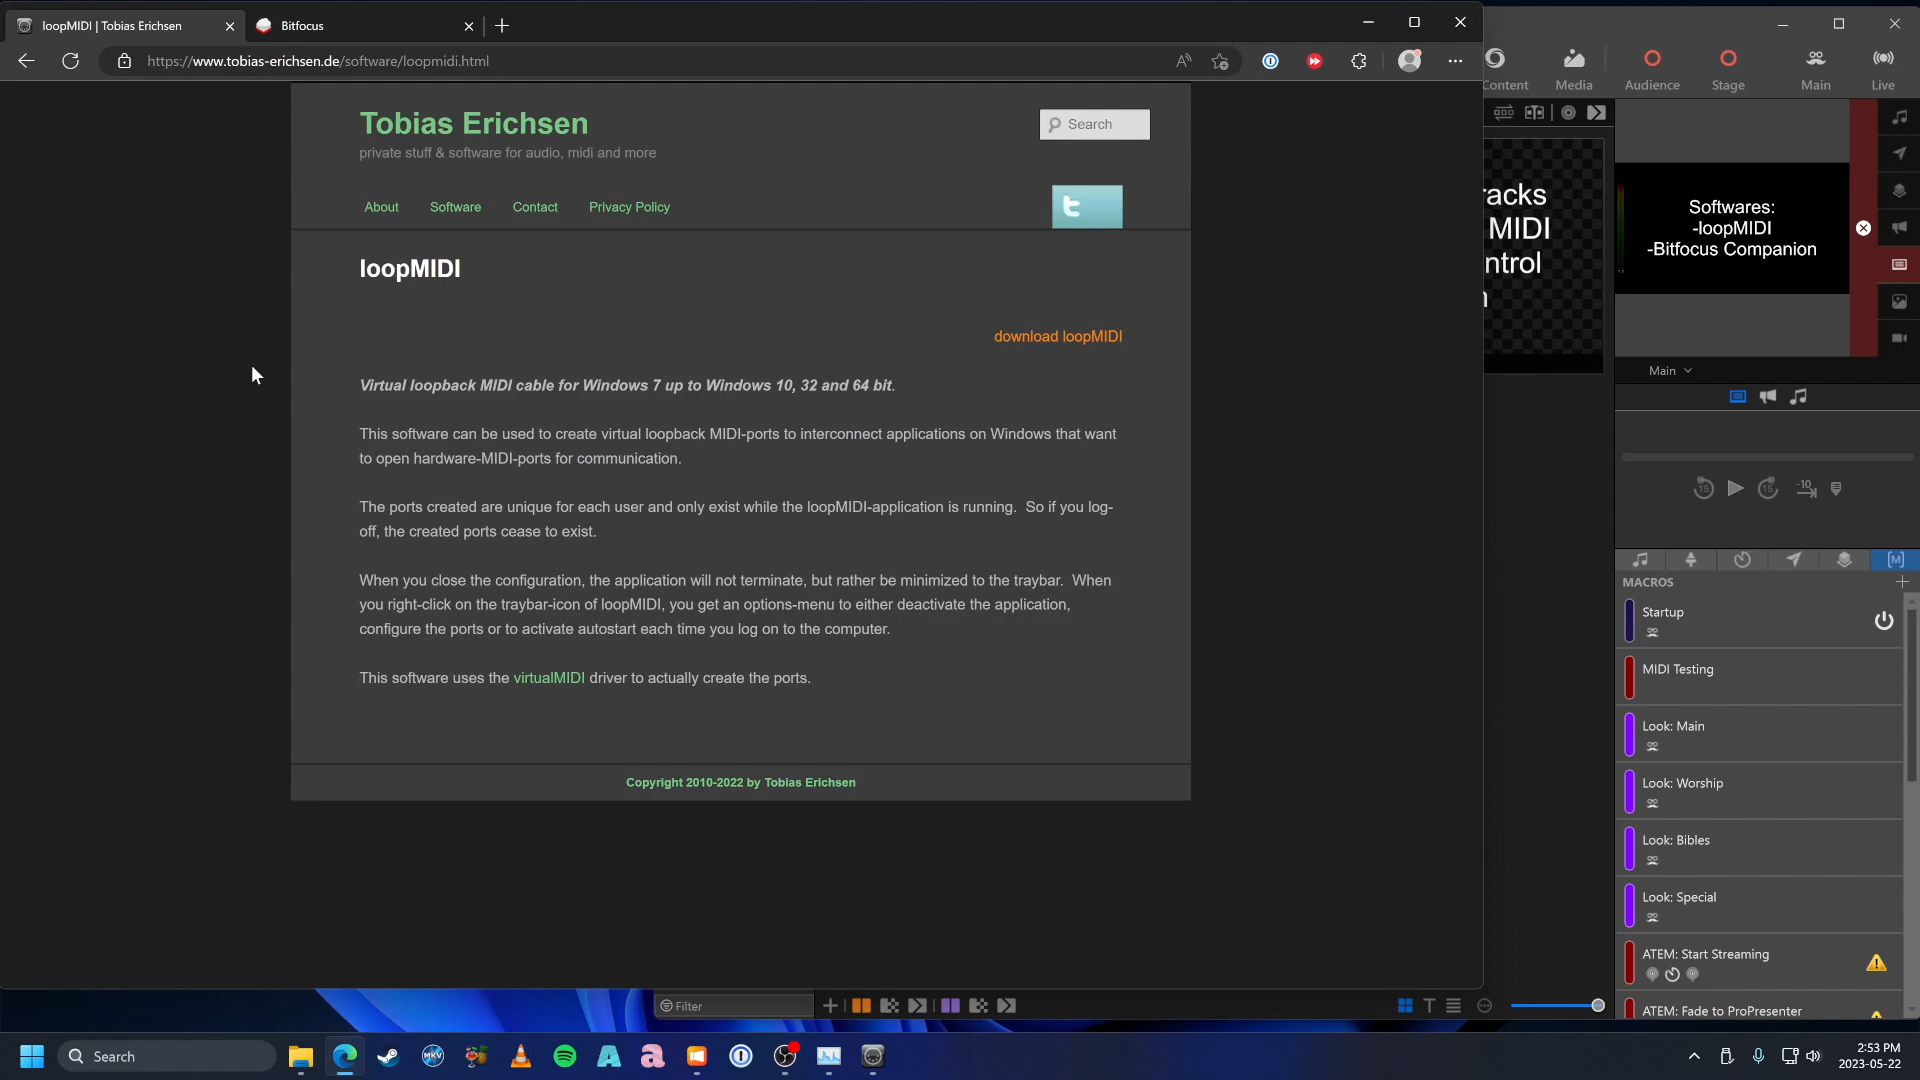 loopMIDI | Tobias Erichsen
Bitfocus
https://www.tobias-erichsen.de/software/loopmidi.html
Tobias Erichsen
private stuff & software for audio, midi and more
Search
About
Software
Contact
Privacy Policy
loopMIDI
download loopMIDI
Virtual loopback MIDI cable for Windows 7 up to Windows 10, 32 and 64 bit.
This software can be used to create virtual loopback MIDI-ports to interconnect applications on Windows that want
to open hardware-MIDI-ports for communication.
The ports created are unique for each user and only exist while the loopMIDI-application is running.  So if you log-
off, the created ports cease to exist.
When you close the configuration, the application will not terminate, but rather be minimized to the traybar.  When
you right-click on the traybar-icon of loopMIDI, you get an options-menu to either deactivate the application,
configure the ports or to activate autostart each time you log on to the computer.
This software uses the virtualMIDI driver to actually create the ports.
Copyright 2010-2022 by Tobias Erichsen
Content
Media
Audience
Stage
Main
Live
racks
MIDI
ntrol
n
Softwares:
-loopMIDI
-Bitfocus Companion
Main
15
15
-10
MACROS
Startup
MIDI Testing
Look: Main
Look: Worship
Look: Bibles
Look: Special
ATEM: Start Streaming
ATEM: Fade to ProPresenter
Filter
Search
MKV
2:53 PM
2023-05-22